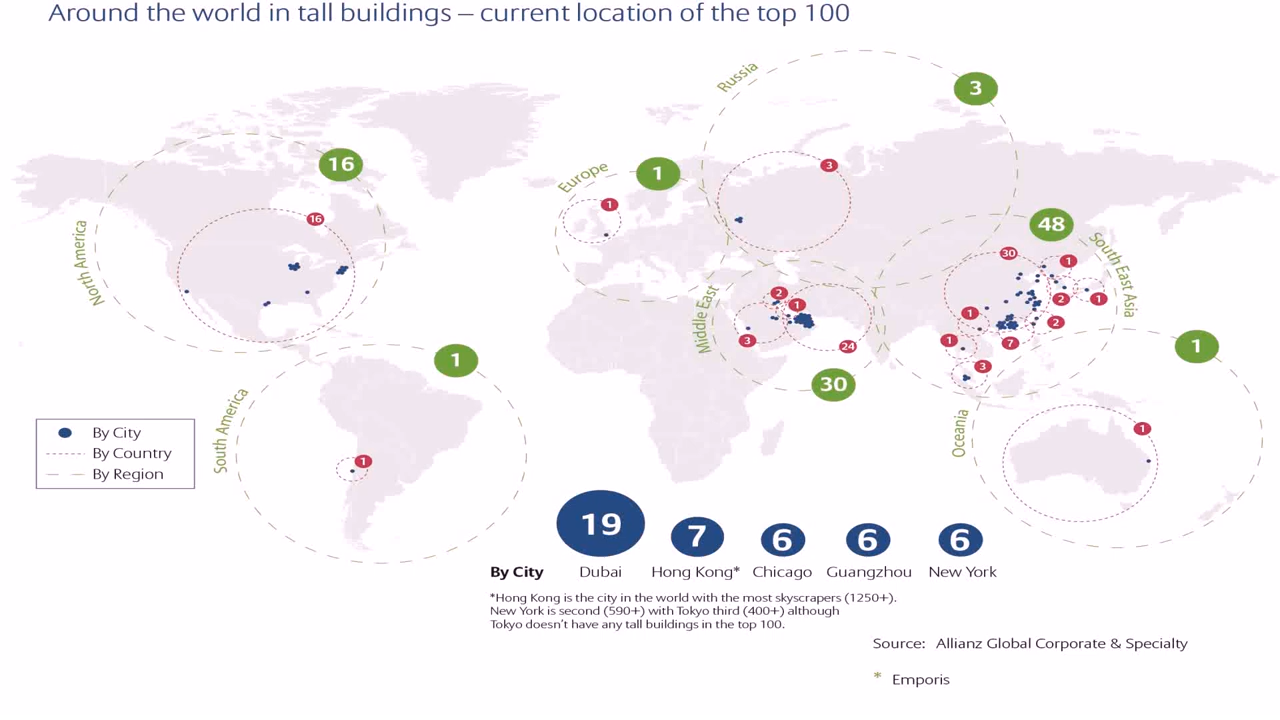 Around the world in tall buildings – current location of the top 100
Russia
3
3
Europe
1
1
16
16
North America
48
South East Asia
30
1
2
1
1
2
7
1
1
3
Middle East
2
1
3
24
30
South America
1
1
Oceania
1
1
By City
By Country
By Region
19
7
6
6
6
By City Dubai Hong Kong* Chicago Guangzhou New York
*Hong Kong is the city in the world with the most skyscrapers (1250+).
New York is second (590+) with Tokyo third (400+) although
Tokyo doesn't have any tall buildings in the top 100.
Source: Allianz Global Corporate & Specialty
* Emporis